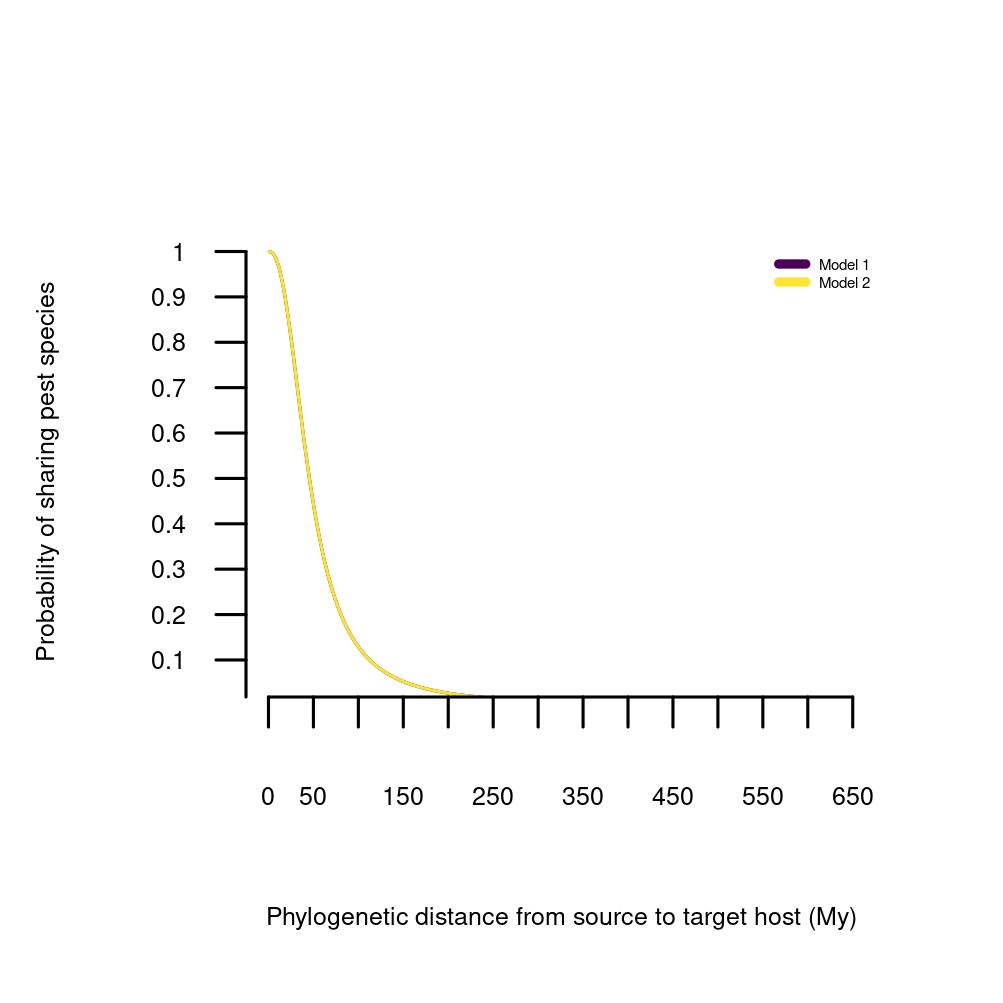 Probability of sharing pest species
1
0.9
0.8
0.7
0.6
0.5
0.4
0.3
0.2
0.1
Model 1
Model 2
0 50 150 250 350 450 550 650
Phylogenetic distance from source to target host (My)